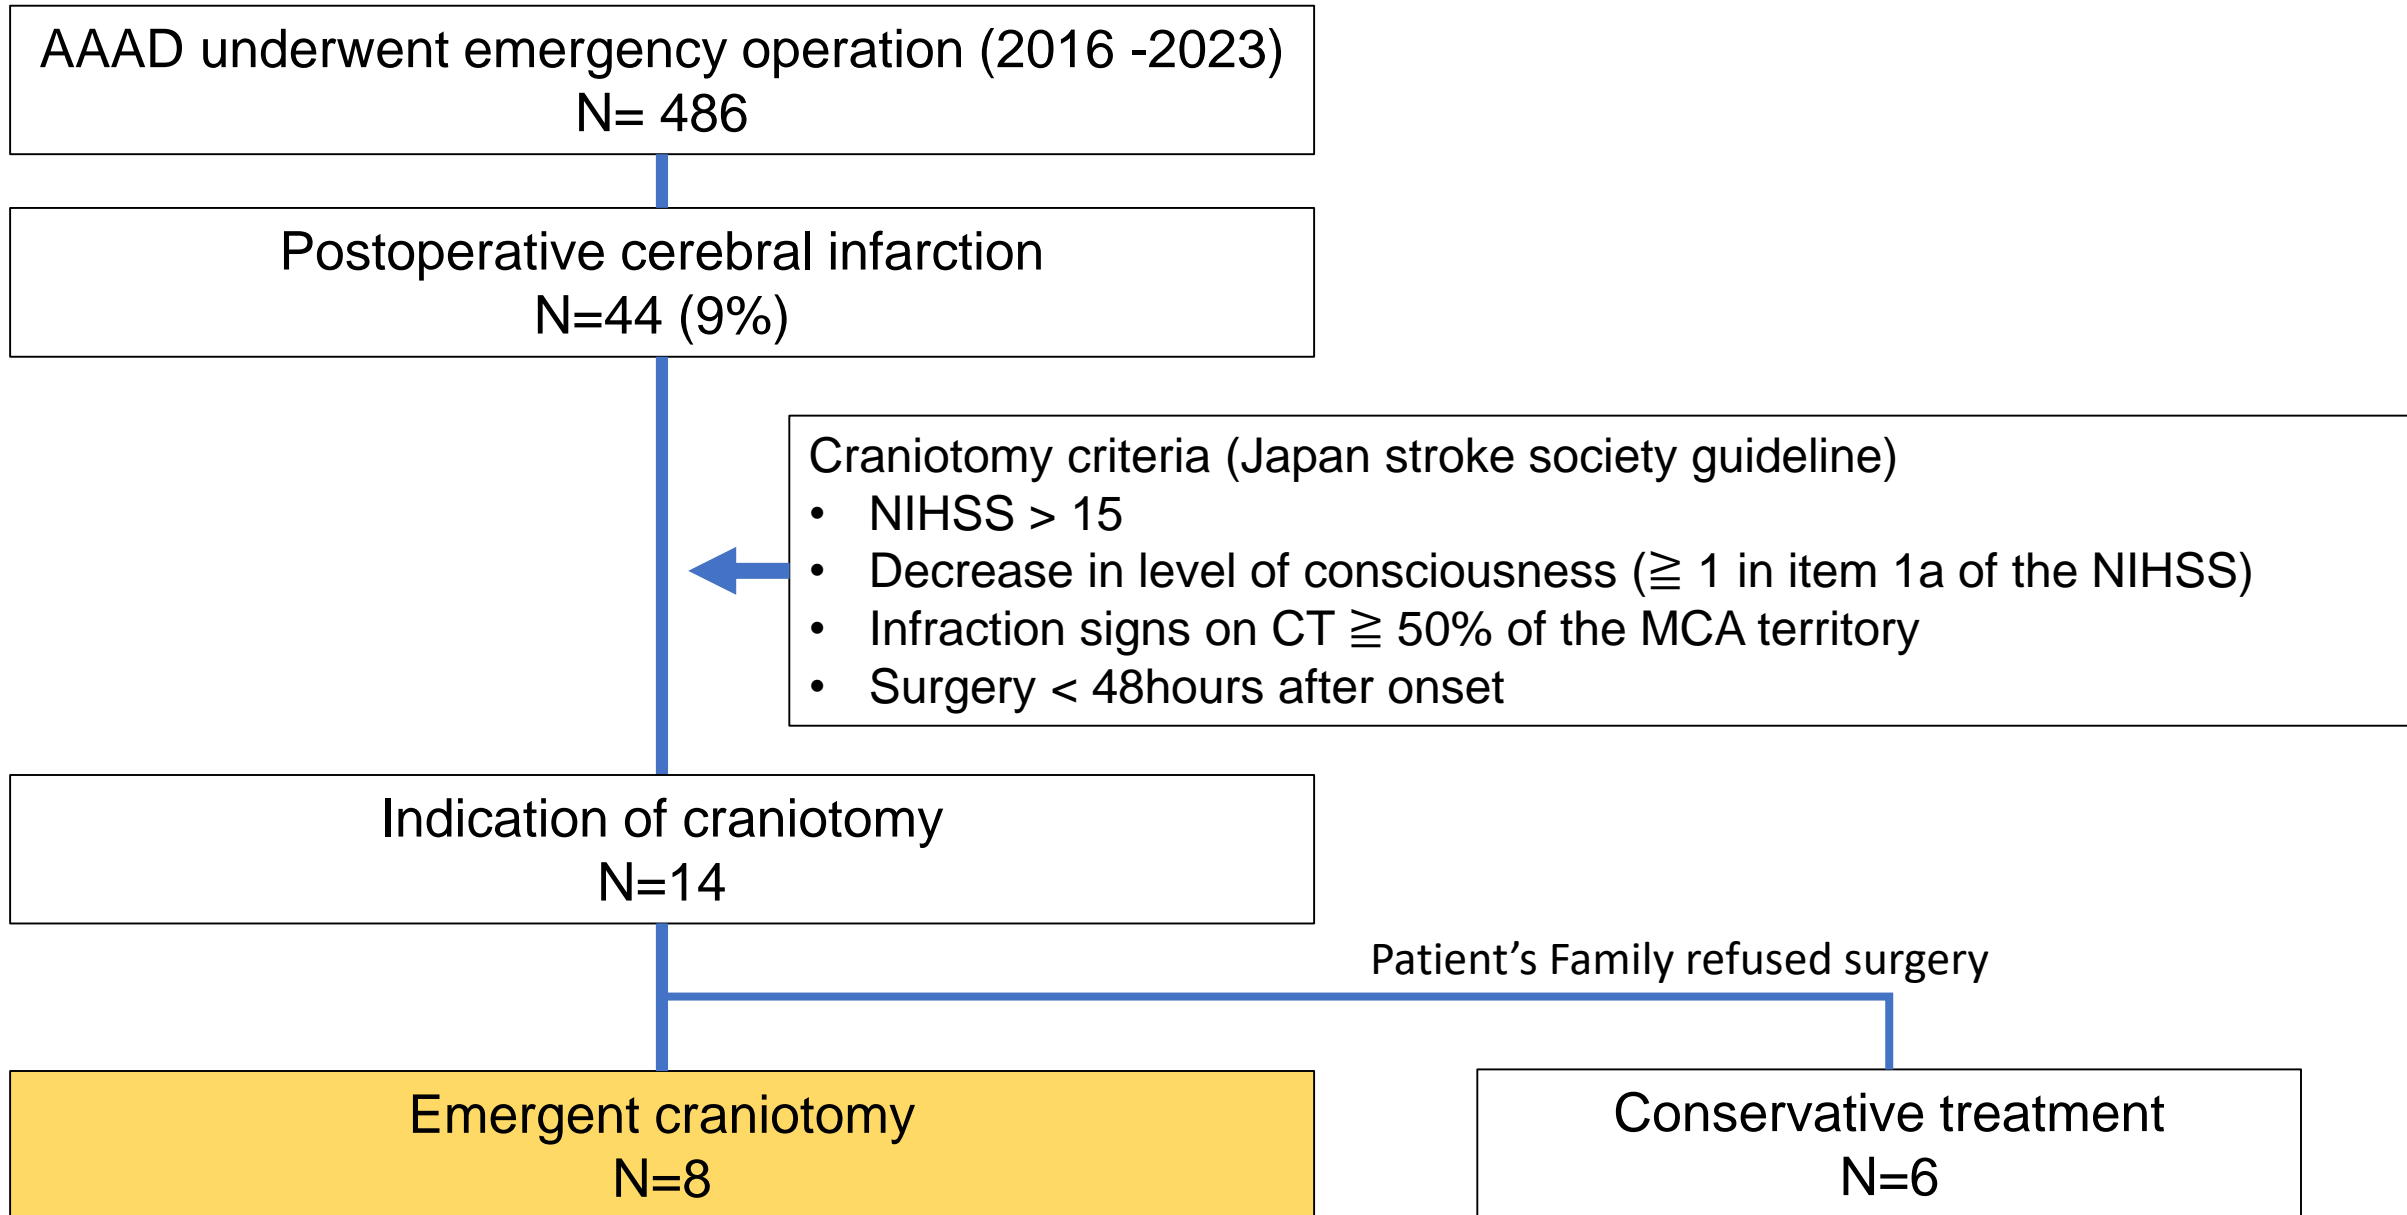 AAAD underwent emergency operation (2016 -2023)
N= 486
Postoperative cerebral infarction
N=44 (9%)
Craniotomy criteria (Japan stroke society guideline)
• NIHSS > 15
• Decrease in level of consciousness (≧ 1 in item 1a of the NIHSS)
• Infraction signs on CT ≧ 50% of the MCA territory
• Surgery < 48hours after onset
Indication of craniotomy
N=14
Patient’s Family refused surgery
Emergent craniotomy
N=8
Conservative treatment
N=6